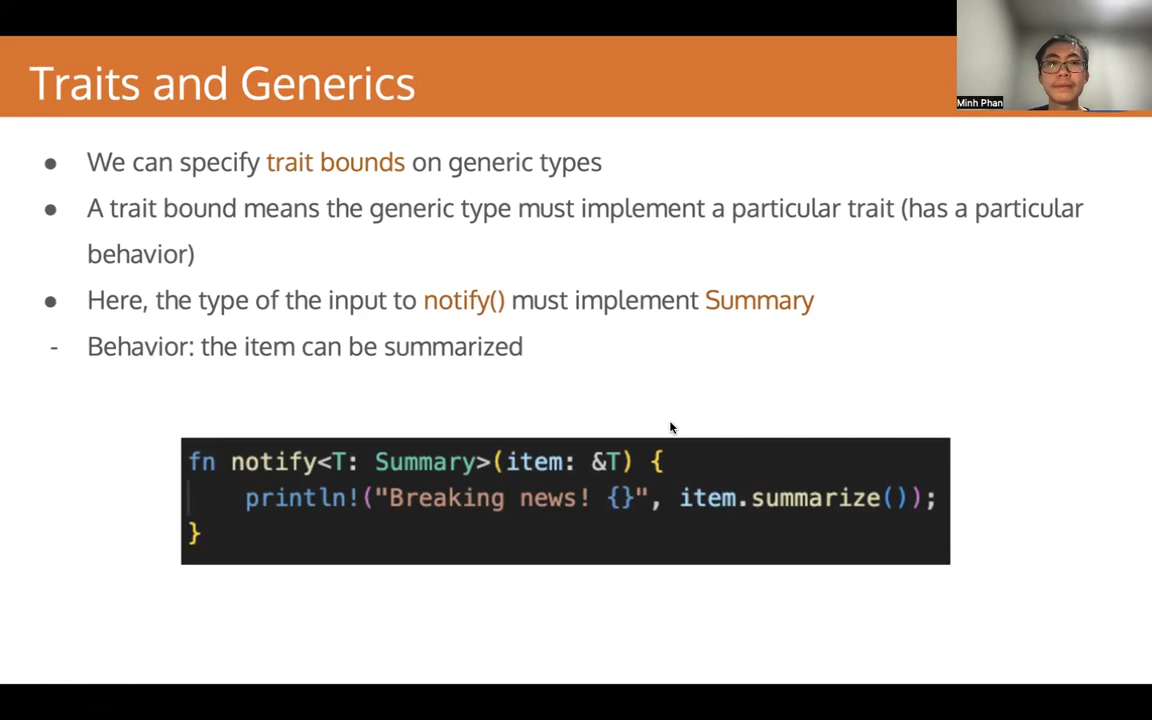 Traits and Generics
Minh Phan
● We can specify trait bounds on generic types
● A trait bound means the generic type must implement a particular trait (has a particular
behavior)
● Here, the type of the input to notify() must implement Summary
- Behavior: the item can be summarized
fn notify<T: Summary>(item: &T) {
    println!("Breaking news! {}", item.summarize());
}